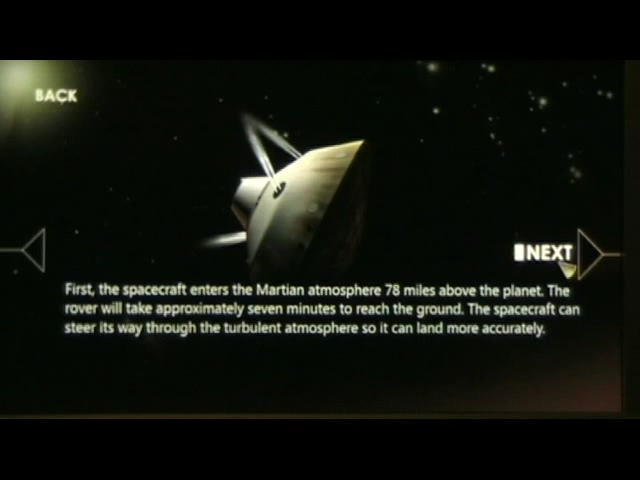 BACK
NEXT
First, the spacecraft enters the Martian atmosphere 78 miles above the planet. The
rover will take approximately seven minutes to reach the ground. The spacecraft can
steer its way through the turbulent atmosphere so it can land more accurately.